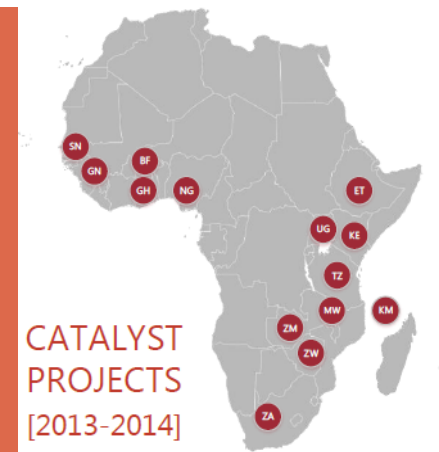 SN
BF
GN
GH
NG
ET
UG
KE
TZ
MW
KM
ZM
ZW
ZA
CATALYST
PROJECTS
[2013-2014]